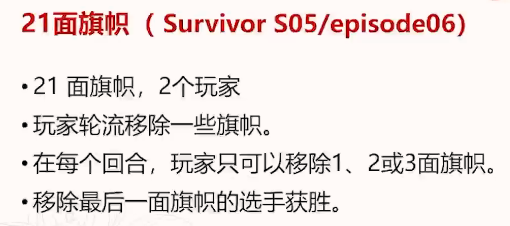 21面旗帜（ Survivor S05/episode06)
• 21 面旗帜，2个玩家
• 玩家轮流移除一些旗帜。
• 在每个回合，玩家只可以移除1、2或3面旗帜。
• 移除最后一面旗帜的选手获胜。